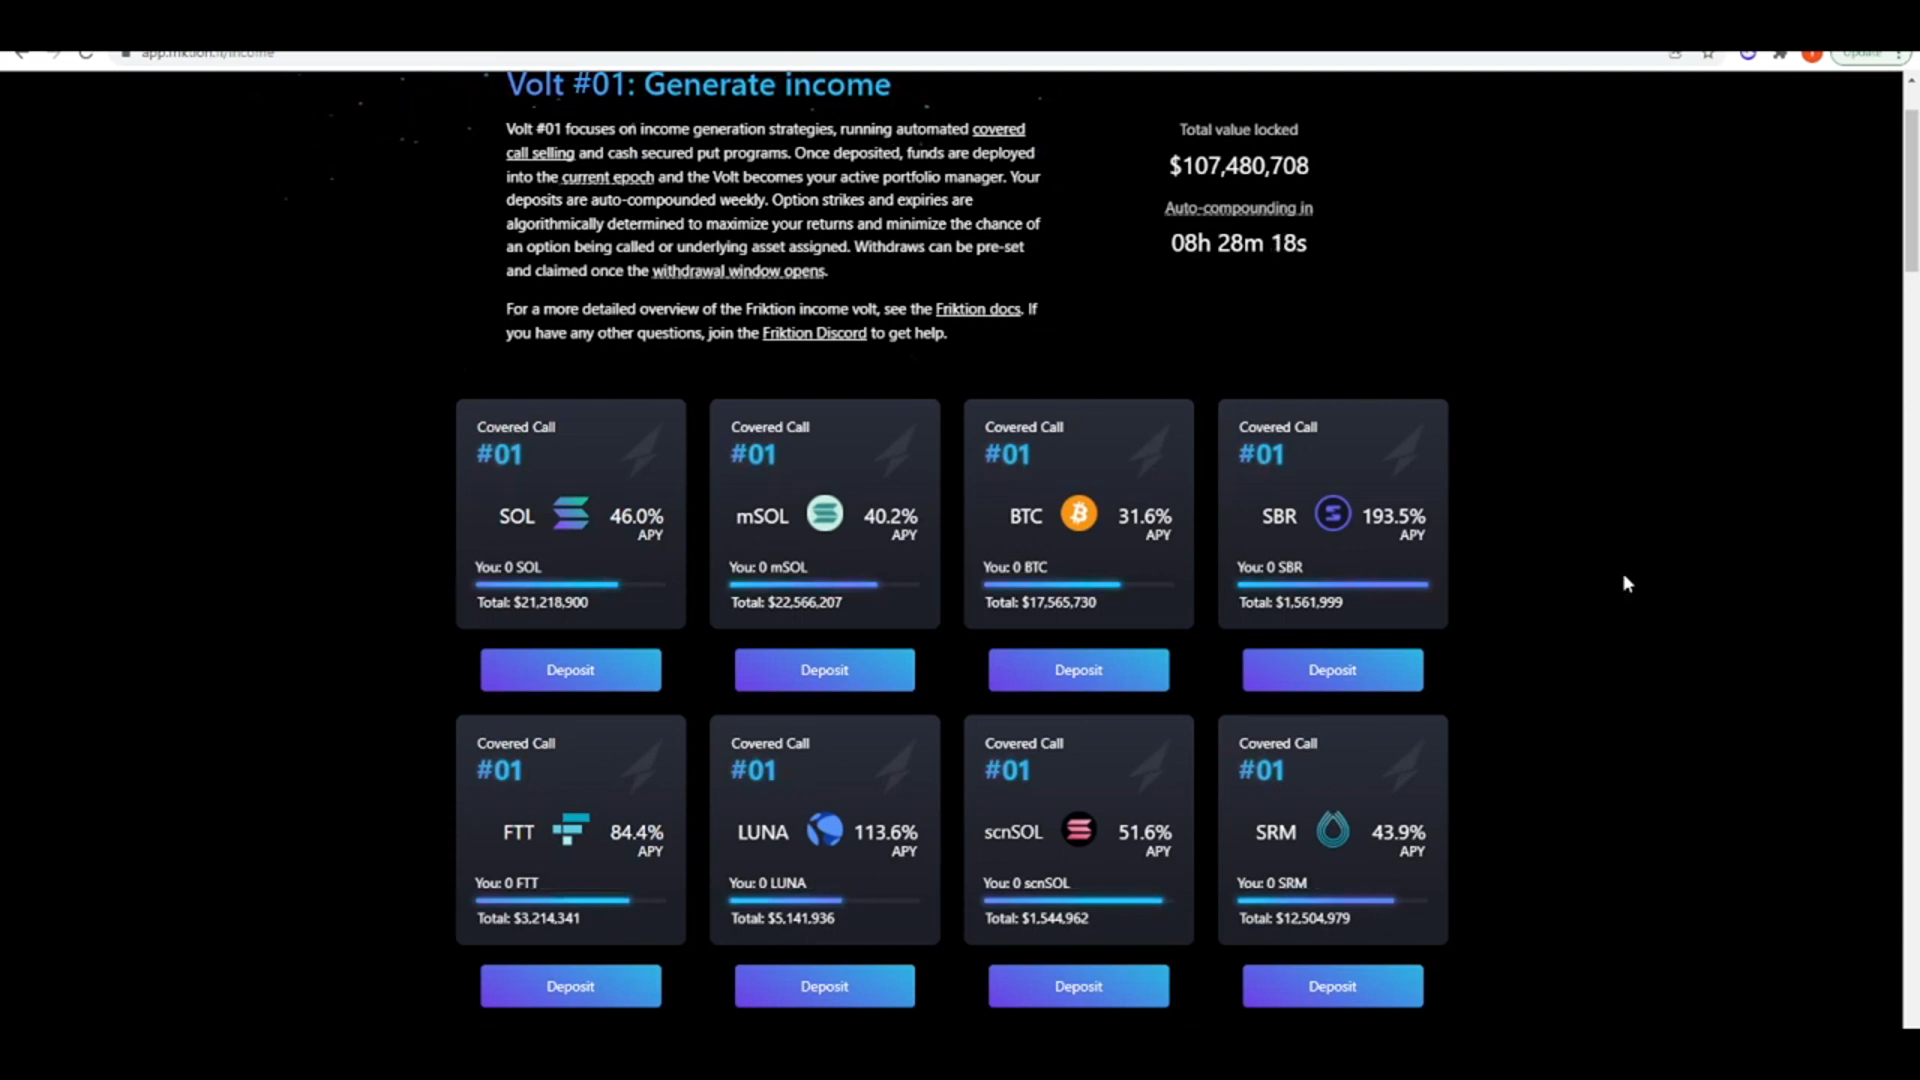 app.friktion.fi/income
Update
Volt #01: Generate income
Volt #01 focuses on income generation strategies, running automated covered
call selling and cash secured put programs. Once deposited, funds are deployed
into the current epoch and the Volt becomes your active portfolio manager. Your
deposits are auto-compounded weekly. Option strikes and expiries are
algorithmically determined to maximize your returns and minimize the chance of
an option being called or underlying asset assigned. Withdraws can be pre-set
and claimed once the withdrawal window opens.
For a more detailed overview of the Friktion income volt, see the Friktion docs. If
you have any other questions, join the Friktion Discord to get help.
Total value locked
$107,480,708
Auto-compounding in
08h 28m 18s
Covered Call
#01
SOL 46.0%
APY
You: 0 SOL
Total: $21,218,900
Deposit
Covered Call
#01
mSOL 40.2%
APY
You: 0 mSOL
Total: $22,566,207
Deposit
Covered Call
#01
BTC 31.6%
APY
You: 0 BTC
Total: $17,565,730
Deposit
Covered Call
#01
SBR 193.5%
APY
You: 0 SBR
Total: $1,561,999
Deposit
Covered Call
#01
FTT 84.4%
APY
You: 0 FTT
Total: $3,214,341
Deposit
Covered Call
#01
LUNA 113.6%
APY
You: 0 LUNA
Total: $5,141,936
Deposit
Covered Call
#01
scnSOL 51.6%
APY
You: 0 scnSOL
Total: $1,544,962
Deposit
Covered Call
#01
SRM 43.9%
APY
You: 0 SRM
Total: $12,504,979
Deposit